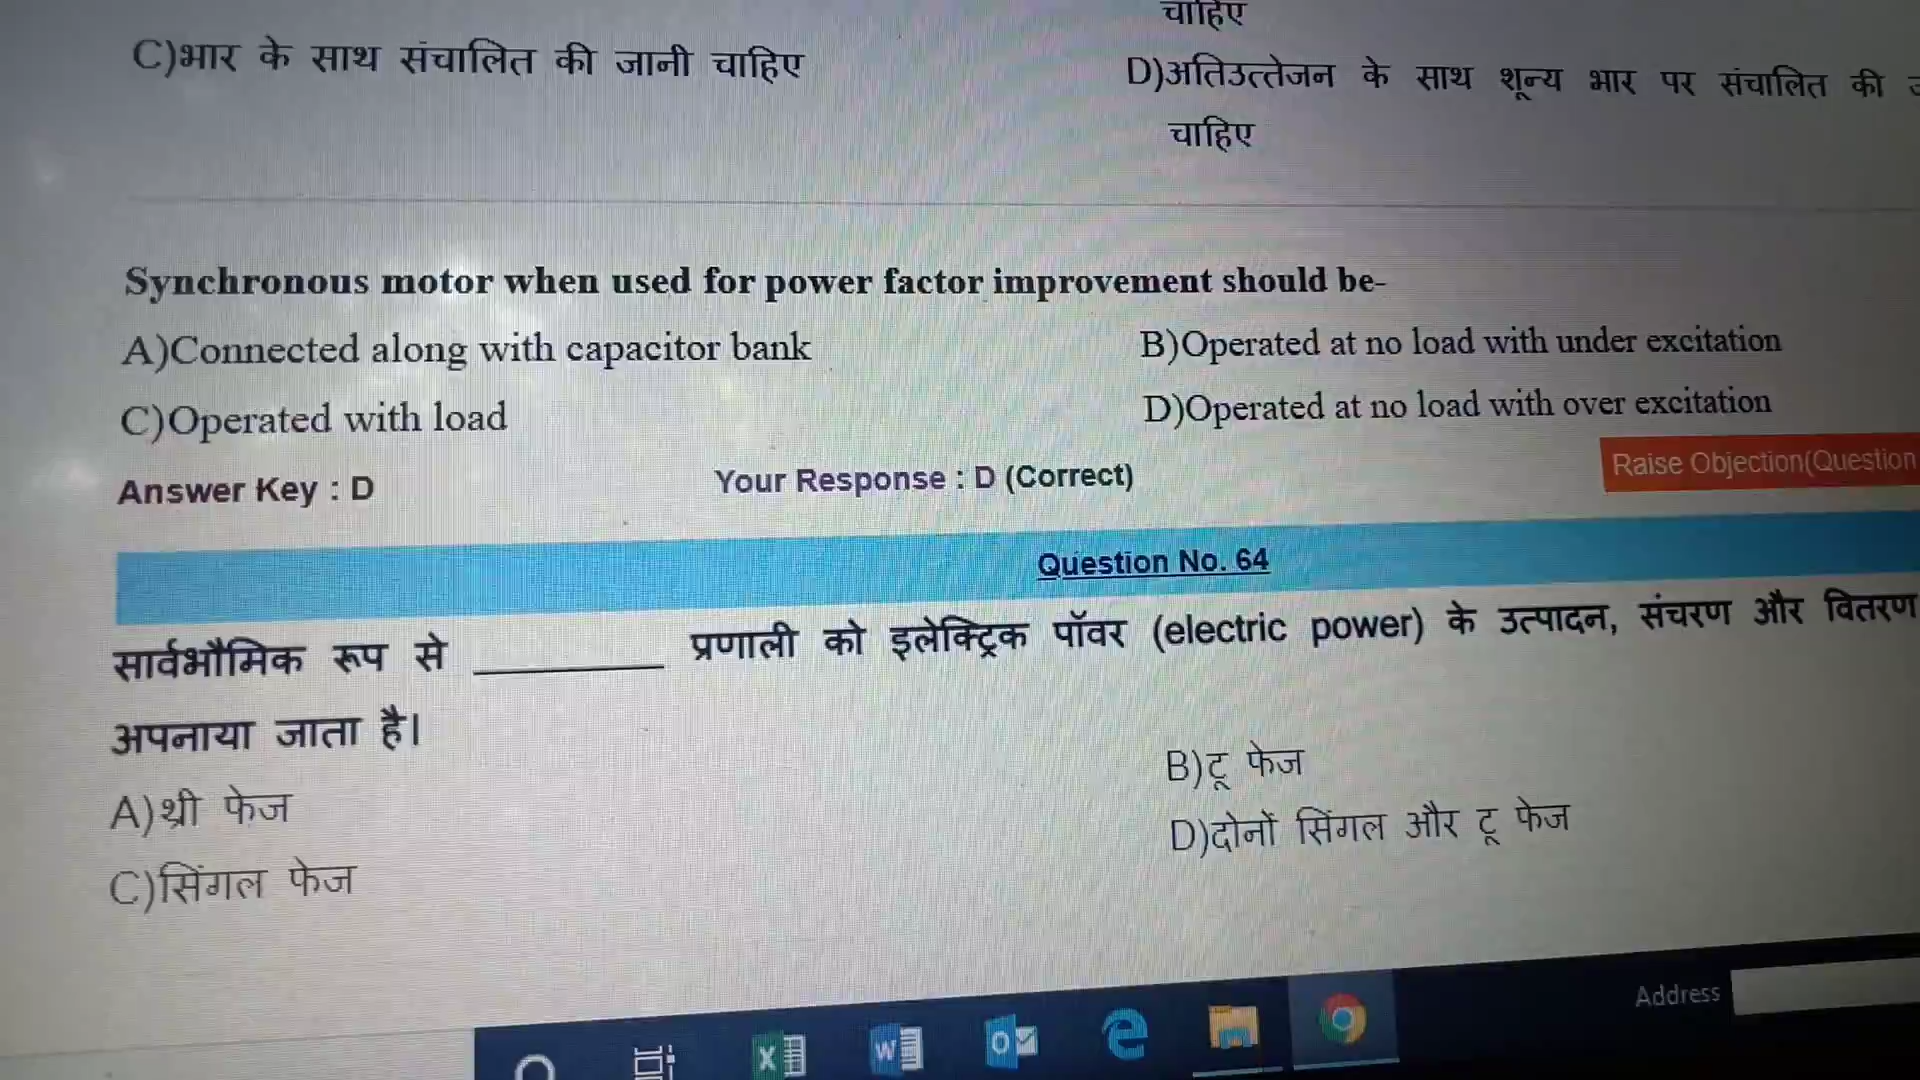 चाहिए
C)भार के साथ संचालित की जानी चाहिए
D)अतिउत्तेजन के साथ शून्य भार पर संचालित की
चाहिए
Synchronous motor when used for power factor improvement should be-
A)Connected along with capacitor bank
B)Operated at no load with under excitation
C)Operated with load
D)Operated at no load with over excitation
Answer Key : D
Your Response : D (Correct)
Raise Objection(Question
Question No. 64
सार्वभौमिक रूप से __________ प्रणाली को इलेक्ट्रिक पॉवर (electric power) के उत्पादन, संचरण और वितरण
अपनाया जाता है।
A)थ्री फेज
B)टू फेज
C)सिंगल फेज
D)दोनों सिंगल और टू फेज
Address